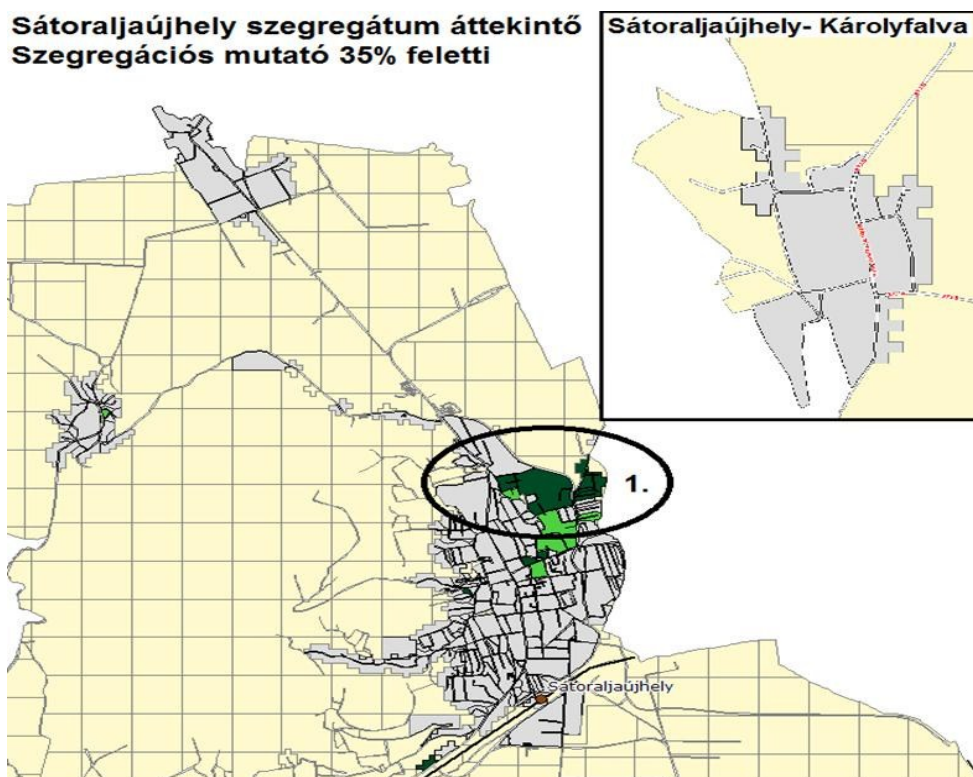 Sátoraljaújhely szegregátum áttekintő
Szegregációs mutató 35% feletti
Sátoraljaújhely- Károlyfalva
1.
Sátoraljaújhely